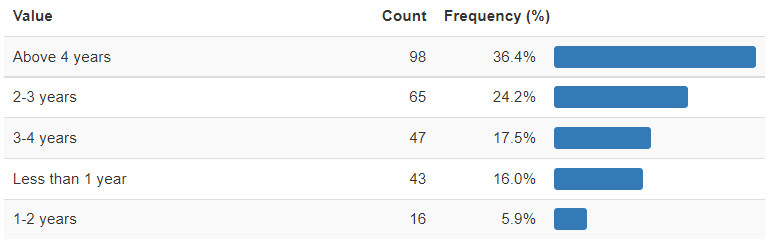 Value Count Frequency (%)
Above 4 years 98 36.4%
2-3 years 65 24.2%
3-4 years 47 17.5%
Less than 1 year 43 16.0%
1-2 years 16 5.9%